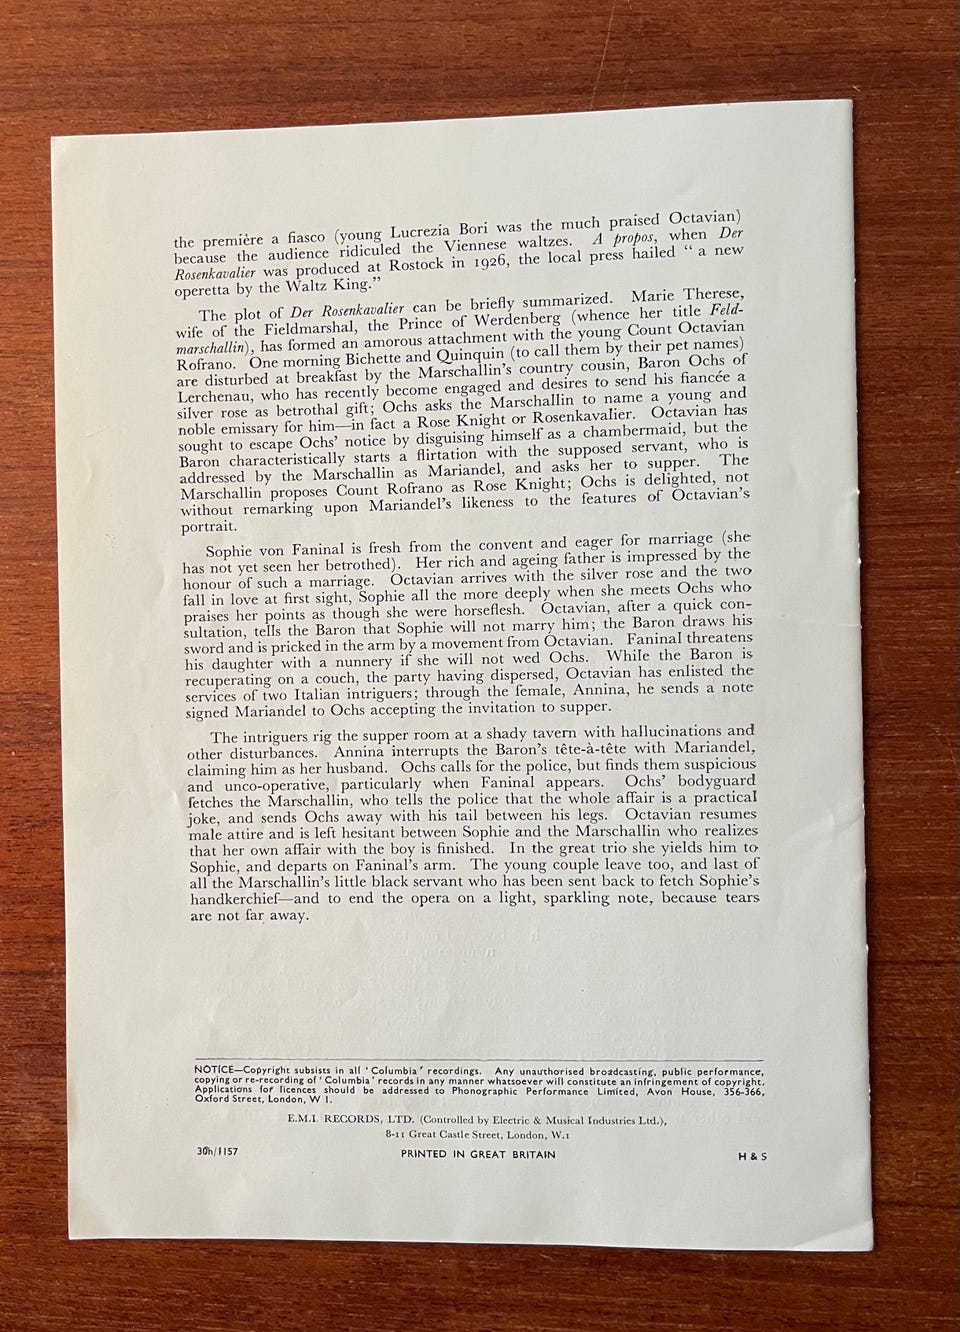 the première a fiasco (young Lucrezia Bori was the much praised Octavian)
because the audience ridiculed the Viennese waltzes. A propos, when Der
Rosenkavalier was produced at Rostock in 1926, the local press hailed “ a new
operetta by the Waltz King.”
The plot of Der Rosenkavalier can be briefly summarized. Marie Therese,
wife of the Fieldmarshal, the Prince of Werdenberg (whence her title Feld-
marschallin), has formed an amorous attachment with the young Count Octavian
Rofrano. One morning Bichette and Quinquin (to call them by their pet names)
are disturbed at breakfast by the Marschallin’s country cousin, Baron Ochs of
Lerchenau, who has recently become engaged and desires to send his fiancée a
silver rose as betrothal gift; Ochs asks the Marschallin to name a young and
noble emissary for him—in fact a Rose Knight or Rosenkavalier. Octavian has
sought to escape Ochs’ notice by disguising himself as a chambermaid, but the
Baron characteristically starts a flirtation with the supposed servant, who is
addressed by the Marschallin as Mariandel, and asks her to supper. The
Marschallin proposes Count Rofrano as Rose Knight; Ochs is delighted, not
without remarking upon Mariandel’s likeness to the features of Octavian’s
portrait.
Sophie von Faninal is fresh from the convent and eager for marriage (she
has not yet seen her betrothed). Her rich and ageing father is impressed by the
honour of such a marriage. Octavian arrives with the silver rose and the two
fall in love at first sight, Sophie all the more deeply when she meets Ochs who
praises her points as though she were horseflesh. Octavian, after a quick con-
sultation, tells the Baron that Sophie will not marry him; the Baron draws his
sword and is pricked in the arm by a movement from Octavian. Faninal threatens
his daughter with a nunnery if she will not wed Ochs. While the Baron is
recuperating on a couch, the party having dispersed, Octavian has enlisted the
services of two Italian intriguers; through the female, Annina, he sends a note
signed Mariandel to Ochs accepting the invitation to supper.
The intriguers rig the supper room at a shady tavern with hallucinations and
other disturbances. Annina interrupts the Baron’s tête-à-tête with Mariandel,
claiming him as her husband. Ochs calls for the police, but finds them suspicious
and unco-operative, particularly when Faninal appears. Ochs’ bodyguard
fetches the Marschallin, who tells the police that the whole affair is a practical
joke, and sends Ochs away with his tail between his legs. Octavian resumes
male attire and is left hesitant between Sophie and the Marschallin who realizes
that her own affair with the boy is finished. In the great trio she yields him to
Sophie, and departs on Faninal’s arm. The young couple leave too, and last of
all the Marschallin’s little black servant who has been sent back to fetch Sophie’s
handkerchief—and to end the opera on a light, sparkling note, because tears
are not far away.
NOTICE—Copyright subsists in all ‘Columbia’ recordings. Any unauthorised broadcasting, public performance,
copying or re-recording of ‘Columbia’ records in any manner whatsoever will constitute an infringement of copyright.
Applications for licences should be addressed to Phonographic Performance Limited, Avon House, 356-366,
Oxford Street, London, W 1.
E.M.I. RECORDS, LTD. (Controlled by Electric & Musical Industries Ltd.),
8-11 Great Castle Street, London, W.1
30h/1157 PRINTED IN GREAT BRITAIN H & S